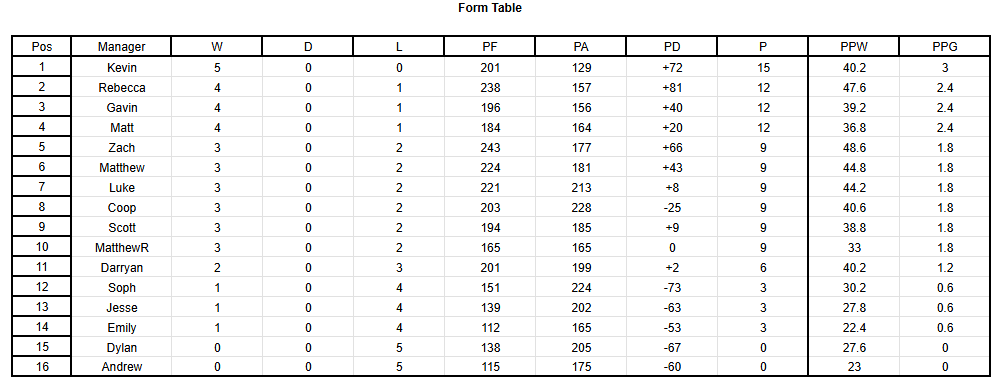 Form Table
Pos Manager W D L PF PA PD P PPW PPG
1 Kevin 5 0 0 201 129 +72 15 40.2 3
2 Rebecca 4 0 1 238 157 +81 12 47.6 2.4
3 Gavin 4 0 1 196 156 +40 12 39.2 2.4
4 Matt 4 0 1 184 164 +20 12 36.8 2.4
5 Zach 3 0 2 243 177 +66 9 48.6 1.8
6 Matthew 3 0 2 224 181 +43 9 44.8 1.8
7 Luke 3 0 2 221 213 +8 9 44.2 1.8
8 Coop 3 0 2 203 228 -25 9 40.6 1.8
9 Scott 3 0 2 194 185 +9 9 38.8 1.8
10 MatthewR 3 0 2 165 165 0 9 33 1.8
11 Darryan 2 0 3 201 199 +2 6 40.2 1.2
12 Soph 1 0 4 151 224 -73 3 30.2 0.6
13 Jesse 1 0 4 139 202 -63 3 27.8 0.6
14 Emily 1 0 4 112 165 -53 3 22.4 0.6
15 Dylan 0 0 5 138 205 -67 0 27.6 0
16 Andrew 0 0 5 115 175 -60 0 23 0